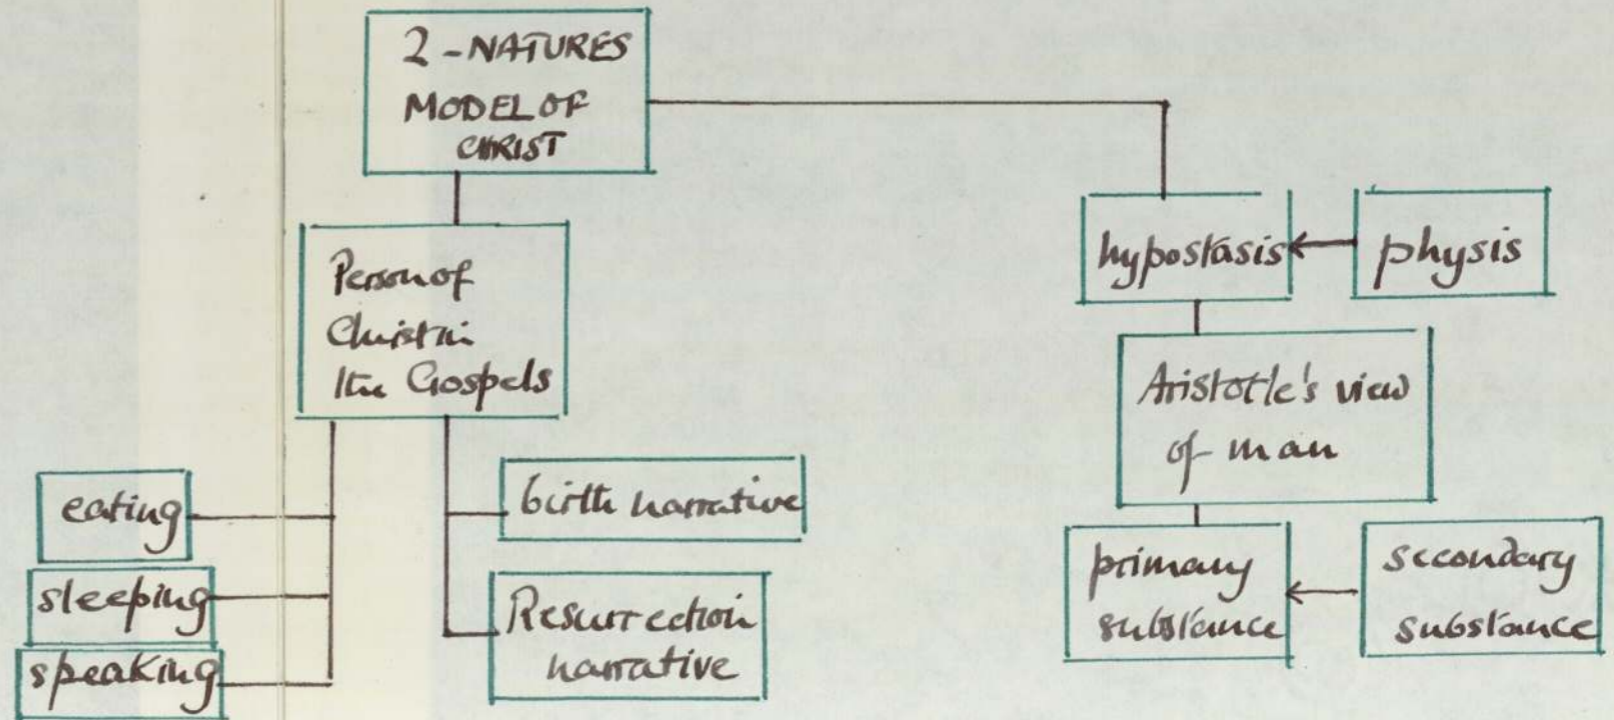 2-NATURES
MODEL OF
CHRIST
hypostasis
physis
Person of
Christ in
the Gospels
Aristotle's view
of man
eating
sleeping
speaking
birth narrative
Resurrection
narrative
primary
substance
secondary
substance